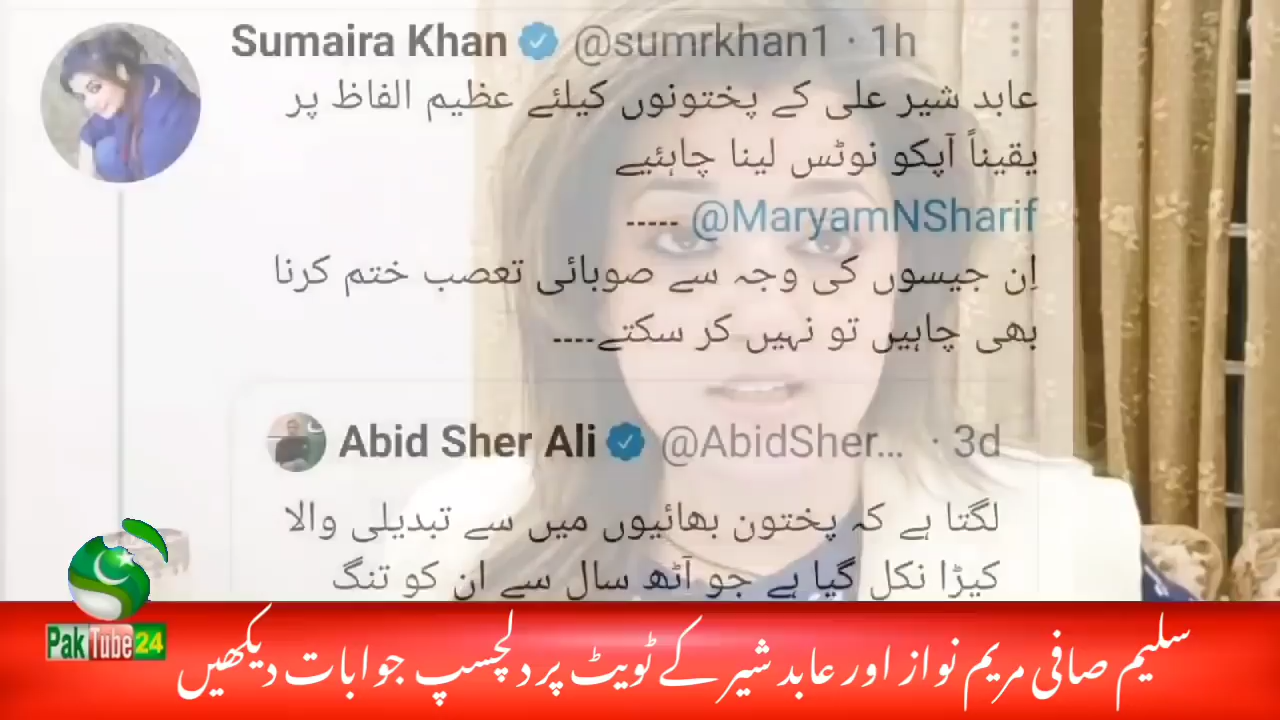 Sumaira Khan @sumrkhan1 · 1h
عابد شیر علی کے پختونوں کیلئے عظیم الفاظ پر
یقیناً آپکو نوٹس لینا چاہئیے
@MaryamNSharif -----
اِن جیسوں کی وجہ سے صوبائی تعصب ختم کرنا
بھی چاہیں تو نہیں کر سکتے----
Abid Sher Ali @AbidSher... · 3d
لگتا ہے کہ پختون بھائیوں میں سے تبدیلی والا
کیڑا نکل گیا ہے جو آٹھ سال سے ان کو تنگ
PakTube24
سلیم صافی مریم نواز اور عابد شیر کے ٹویٹ پر دلچسپ جوابات دیکھیں